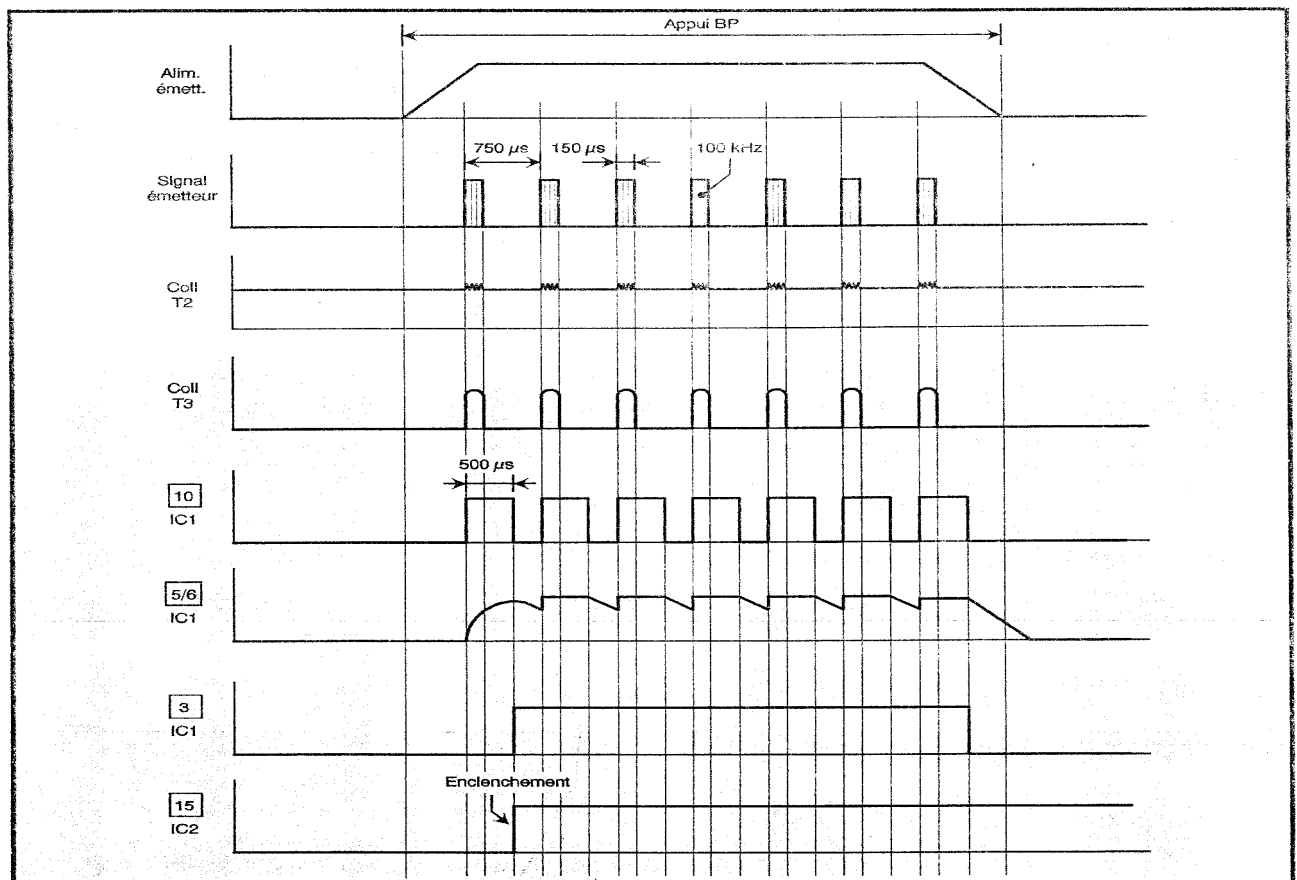 Appui BP
Alim.
émett.
750 µs
150 µs
100 kHz
Signal
émetteur
Coll
T2
Coll
T3
500 µs
10
IC1
5/6
IC1
3
IC1
Enclenchement
15
IC2